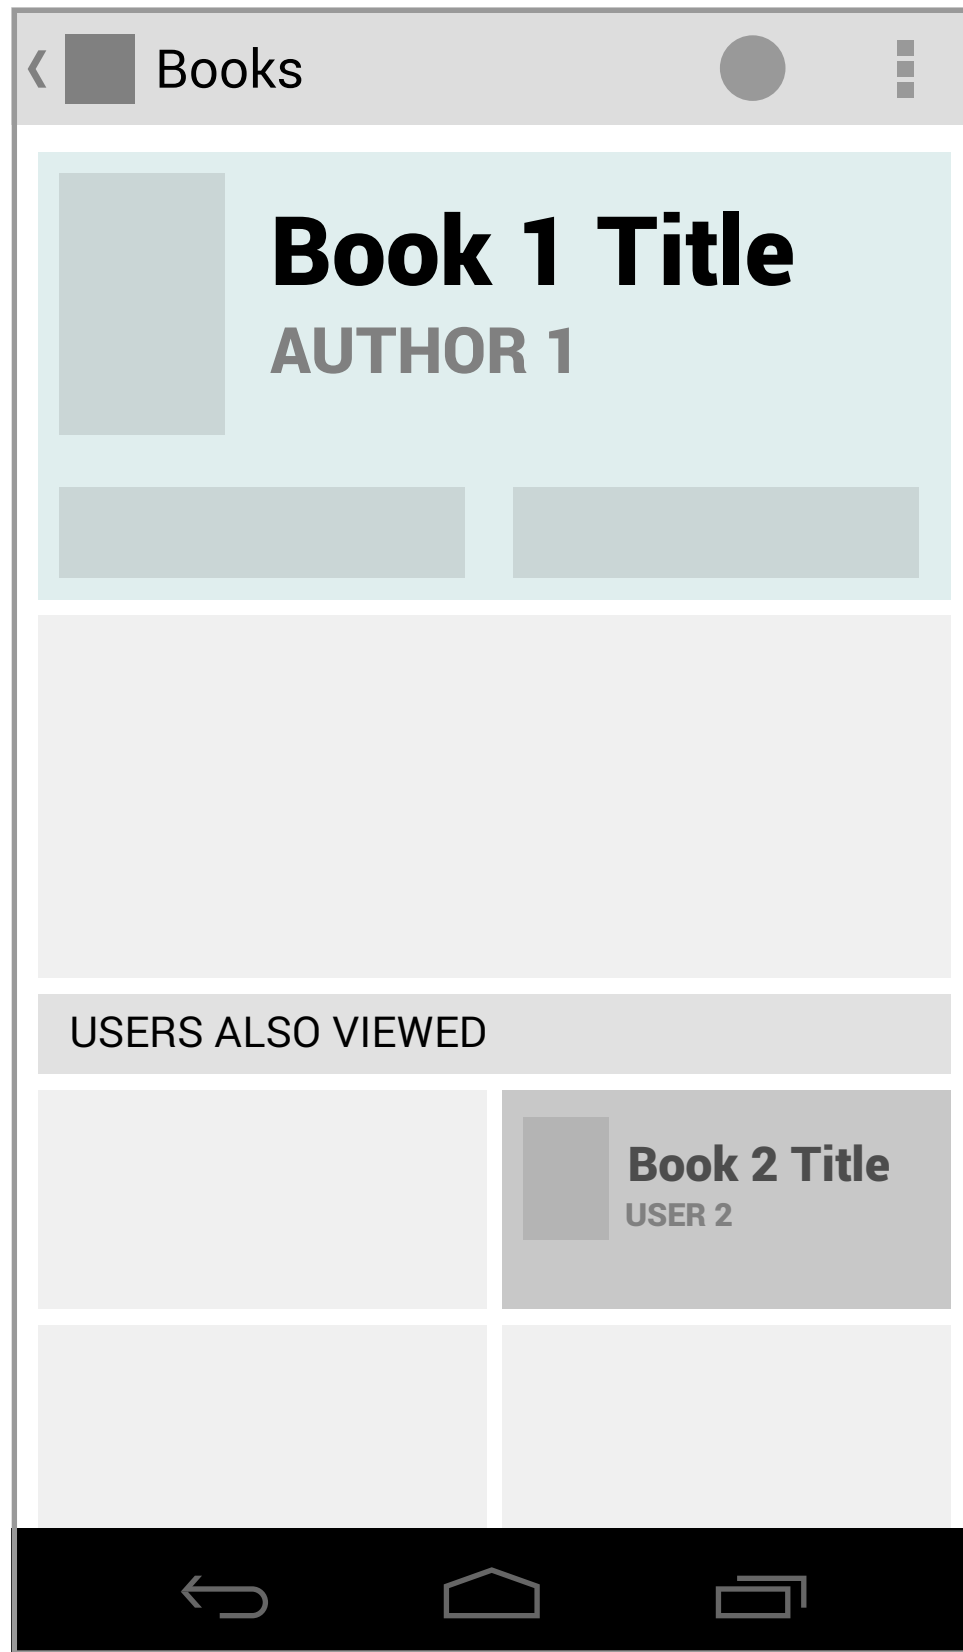 Books
Book 1 Title
AUTHOR 1
USERS ALSO VIEWED
Book 2 Title
USER 2